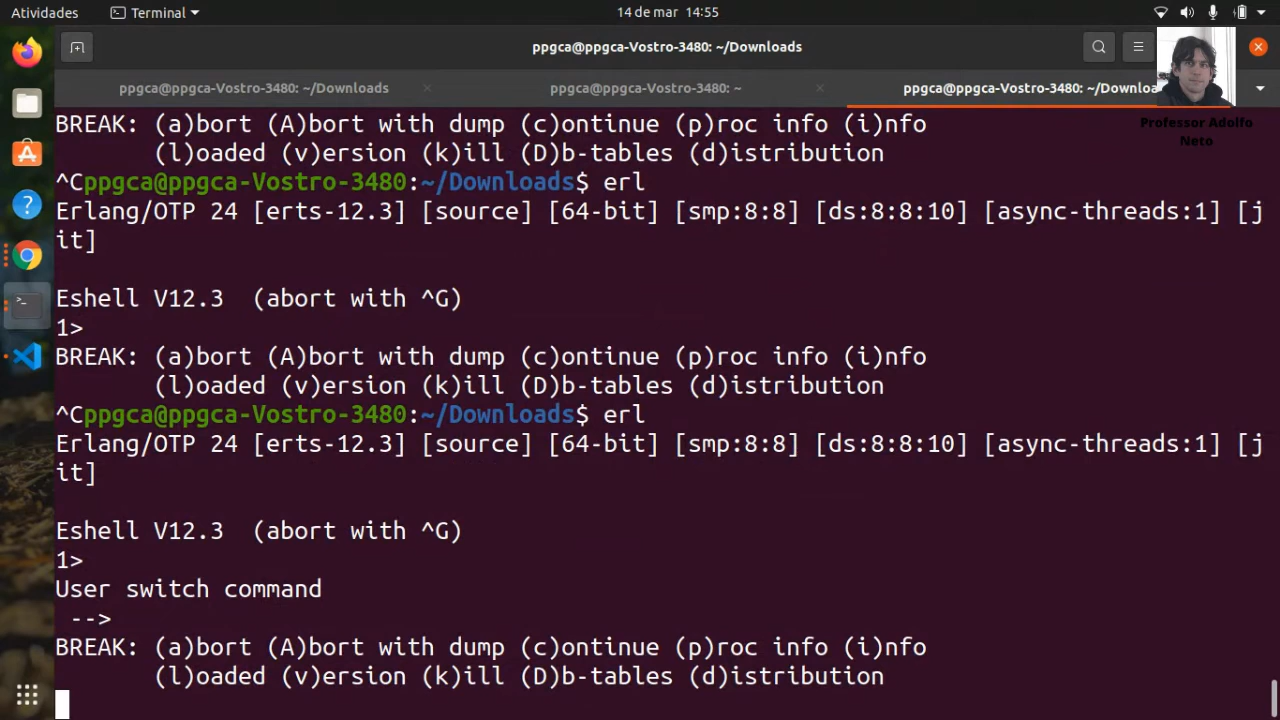 Atividades
Terminal
14 de mar 14:55
ppgca@ppgca-Vostro-3480: ~/Downloads
ppgca@ppgca-Vostro-3480: ~/Downloads
ppgca@ppgca-Vostro-3480: ~
ppgca@ppgca-Vostro-3480: ~/Downloa
Professor Adolfo
Neto
BREAK: (a)bort (A)bort with dump (c)ontinue (p)roc info (i)nfo
(l)oaded (v)ersion (k)ill (D)b-tables (d)istribution
^Cppgca@ppgca-Vostro-3480:~/Downloads$ erl
Erlang/OTP 24 [erts-12.3] [source] [64-bit] [smp:8:8] [ds:8:8:10] [async-threads:1] [j
it]
Eshell V12.3  (abort with ^G)
1>
BREAK: (a)bort (A)bort with dump (c)ontinue (p)roc info (i)nfo
(l)oaded (v)ersion (k)ill (D)b-tables (d)istribution
^Cppgca@ppgca-Vostro-3480:~/Downloads$ erl
Erlang/OTP 24 [erts-12.3] [source] [64-bit] [smp:8:8] [ds:8:8:10] [async-threads:1] [j
it]
Eshell V12.3  (abort with ^G)
1>
User switch command
-->
BREAK: (a)bort (A)bort with dump (c)ontinue (p)roc info (i)nfo
(l)oaded (v)ersion (k)ill (D)b-tables (d)istribution